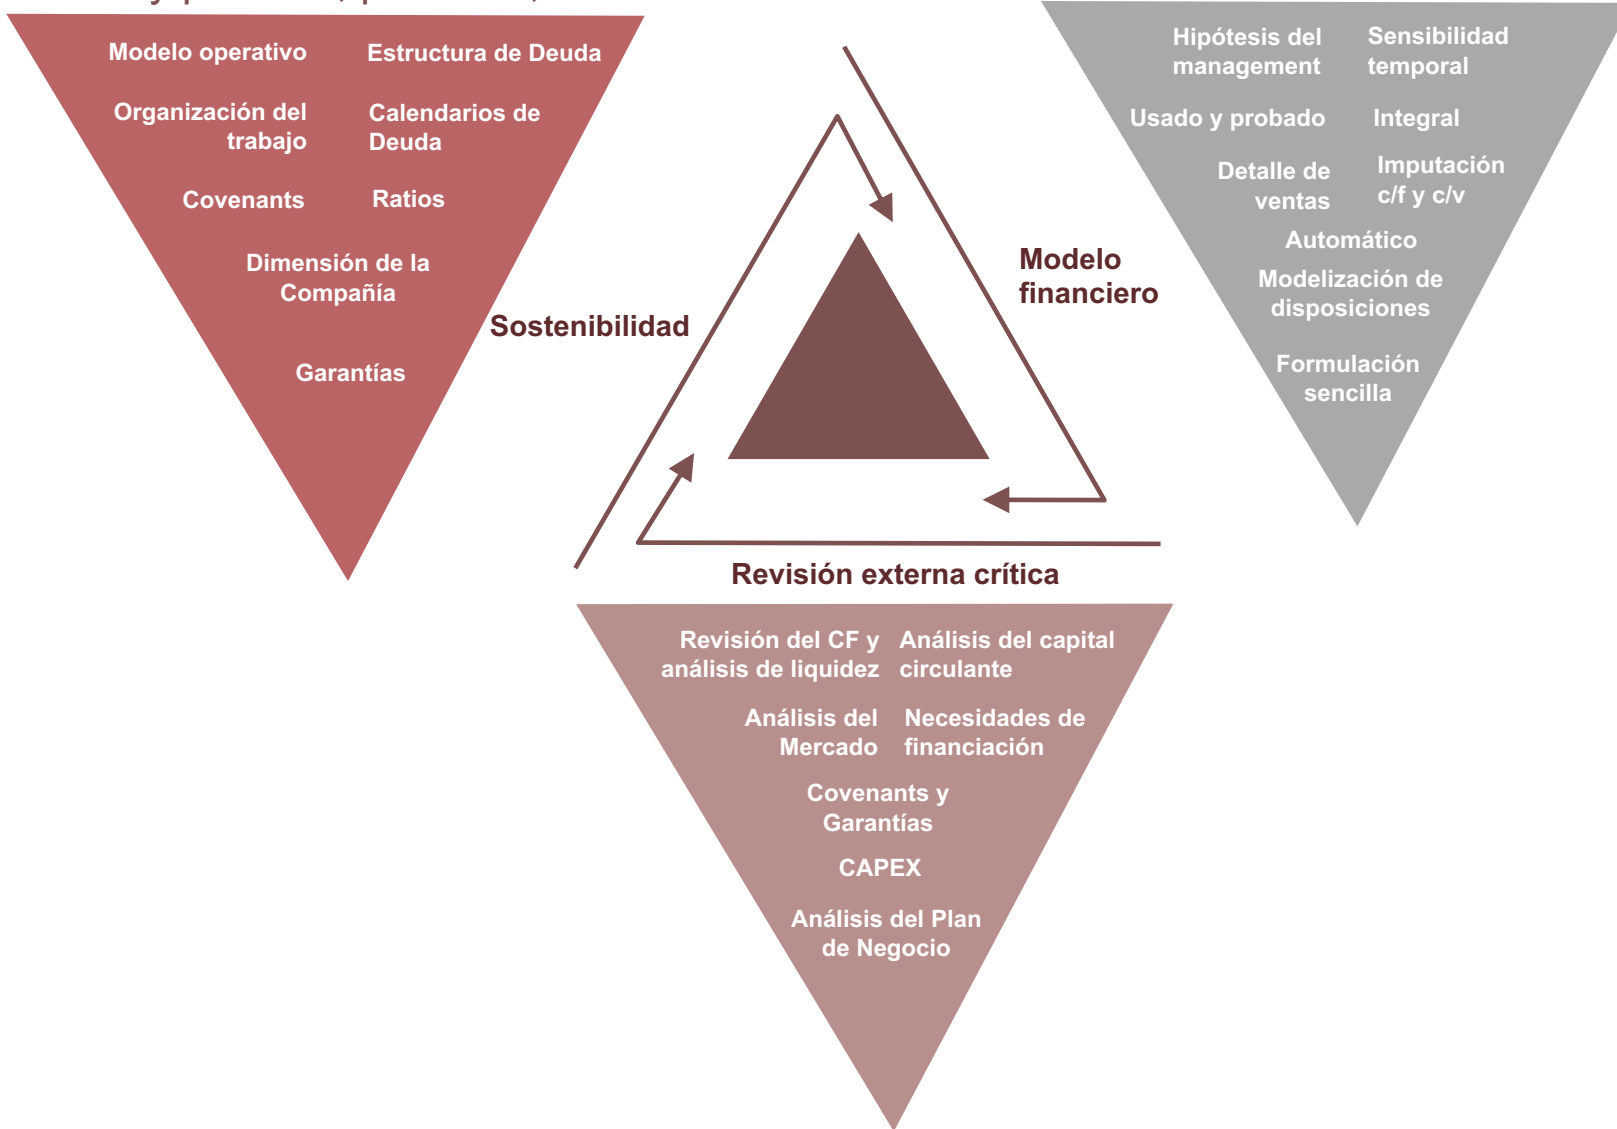 Modelo operativo
Estructura de Deuda
Organización del
trabajo
Calendarios de
Deuda
Covenants
Ratios
Dimensión de la
Compañía
Garantías
Sostenibilidad
Modelo
financiero
Hipótesis del
management
Sensibilidad
temporal
Usado y probado
Integral
Detalle de
ventas
Imputación
c/f y c/v
Automático
Modelización de
disposiciones
Formulación
sencilla
Revisión externa crítica
Revisión del CF y
análisis de liquidez
Análisis del capital
circulante
Análisis del
Mercado
Necesidades de
financiación
Covenants y
Garantías
CAPEX
Análisis del Plan
de Negocio